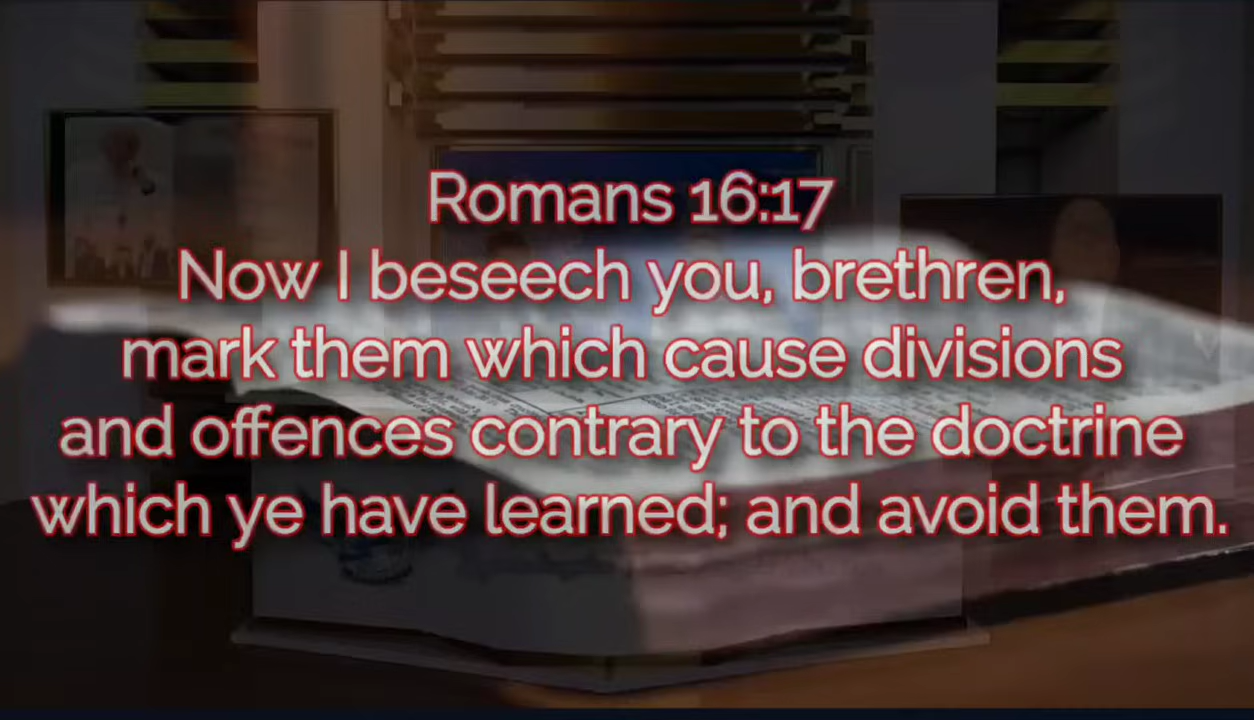 Romans 16:17
Now I beseech you, brethren,
mark them which cause divisions
and offences contrary to the doctrine
which ye have learned; and avoid them.